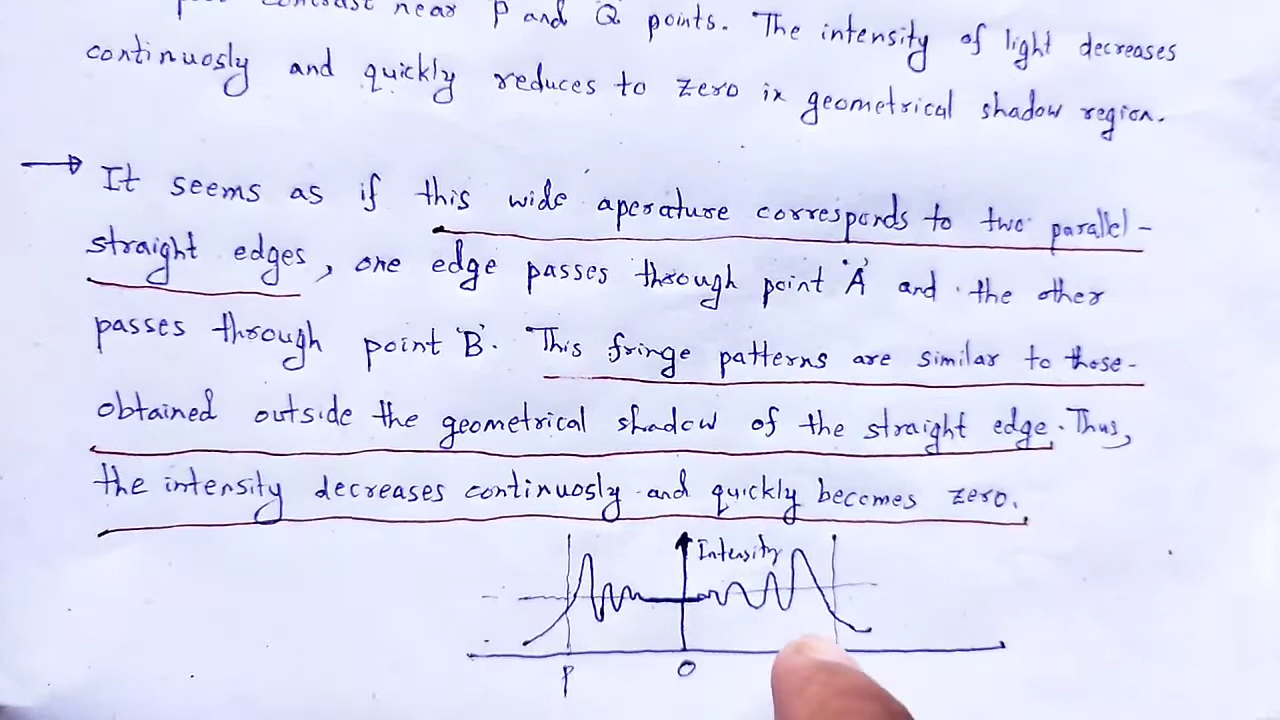 near P and Q points. The intensity of light decreases
continuosly and quickly reduces to zero in geometrical shadow region.
→ It seems as if this wide aperature corresponds to two parallel-
straight edges, one edge passes through point 'A' and the other
passes through point 'B'. This fringe patterns are similar to those-
obtained outside the geometrical shadow of the straight edge. Thus,
the intensity decreases continuosly and quickly becomes zero.
Intensity
P O